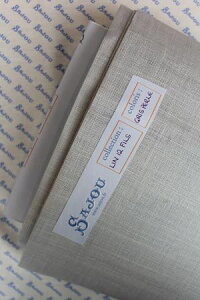 SAJOU
collection :
LIN 12 FILS
coloris :
GRIS PERLE